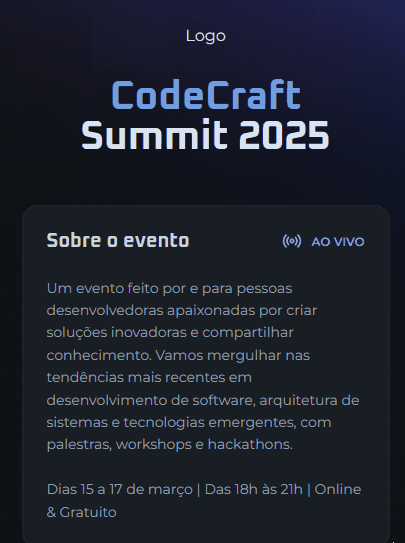 Logo
CodeCraft
Summit 2025
Sobre o evento
AO VIVO
Um evento feito por e para pessoas
desenvolvedoras apaixonadas por criar
soluções inovadoras e compartilhar
conhecimento. Vamos mergulhar nas
tendências mais recentes em
desenvolvimento de software, arquitetura de
sistemas e tecnologias emergentes, com
palestras, workshops e hackathons.
Dias 15 a 17 de março | Das 18h às 21h | Online
& Gratuito